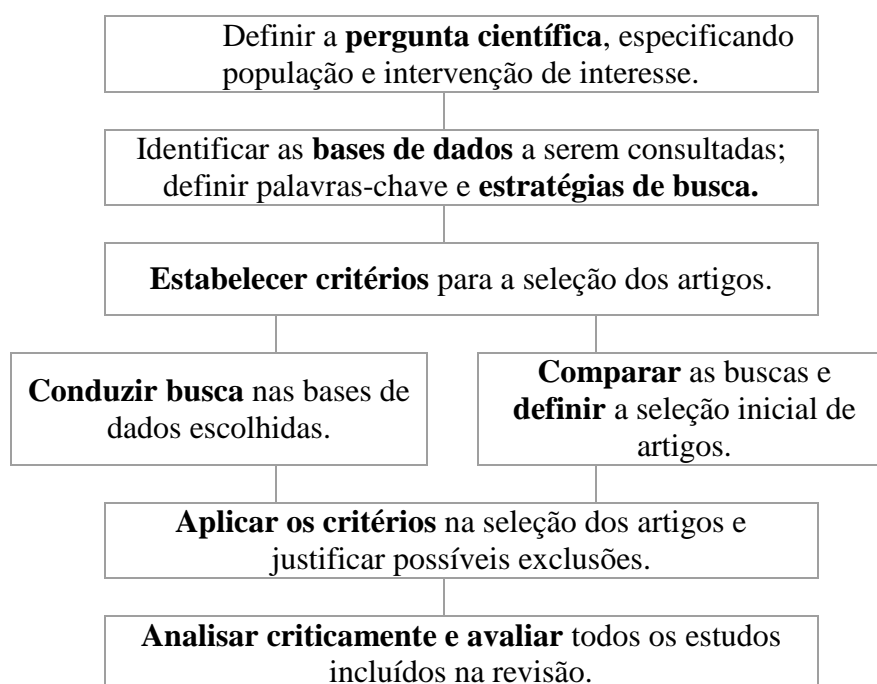 Definir a pergunta científica, especificando
população e intervenção de interesse.
Identificar as bases de dados a serem consultadas;
definir palavras-chave e estratégias de busca.
Estabelecer critérios para a seleção dos artigos.
Conduzir busca nas bases de
dados escolhidas.
Comparar as buscas e
definir a seleção inicial de
artigos.
Aplicar os critérios na seleção dos artigos e
justificar possíveis exclusões.
Analisar criticamente e avaliar todos os estudos
incluídos na revisão.